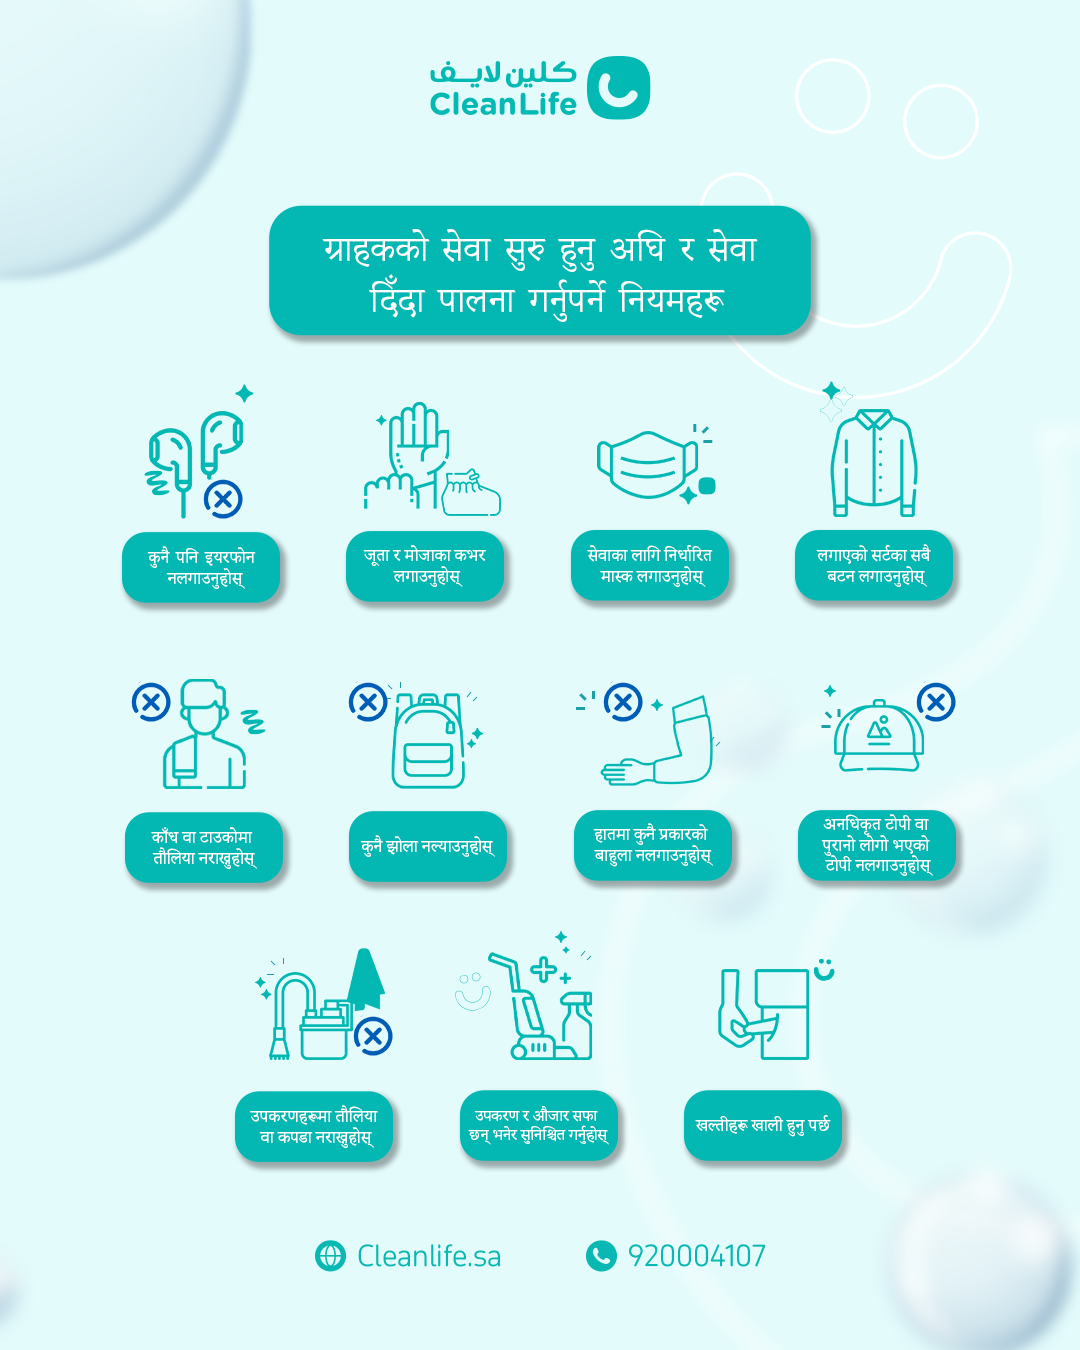 كلين لايف
CleanLife
ग्राहकको सेवा सुरु हुनु अघि र सेवा
दिँदा पालना गर्नुपर्ने नियमहरू
कुनै पनि इयरफोन
नलगाउनुहोस्
जूता र मोजाका कभर
लगाउनुहोस्
सेवाका लागि निर्धारित
मास्क लगाउनुहोस्
लगाएको सर्टका सबै
बटन लगाउनुहोस्
काँध वा टाउकोमा
तौलिया नराख्नुहोस्
कुनै झोला नल्याउनुहोस्
हातमा कुनै प्रकारको
बाहुला नलगाउनुहोस्
अनधिकृत टोपी वा
पुरानो लोगो भएको
टोपी नलगाउनुहोस्
उपकरणहरूमा तौलिया
वा कपडा नराख्नुहोस्
उपकरण र औजार सफा
छन् भनेर सुनिश्चित गर्नुहोस्
खल्तीहरू खाली हुनु पर्छ
Cleanlife.sa
920004107